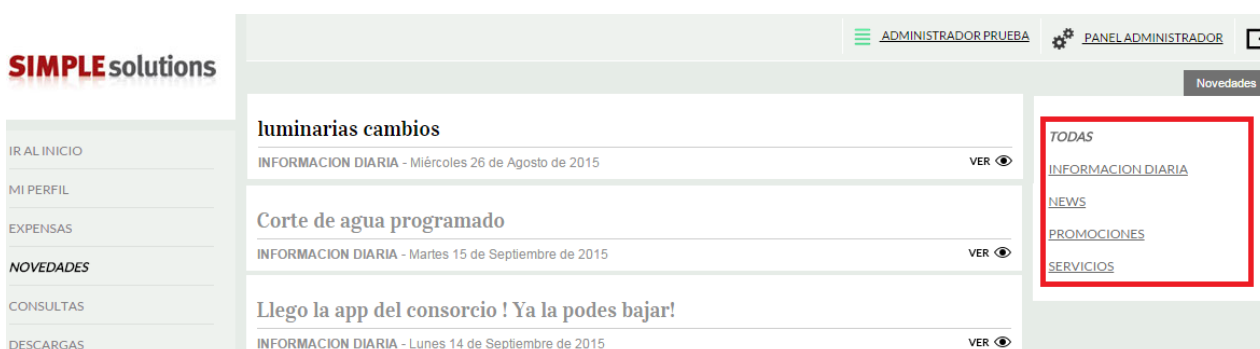 ADMINISTRADOR PRUEBA
PANEL ADMINISTRADOR
SIMPLE solutions
Novedades
IR AL INICIO
MI PERFIL
EXPENSAS
NOVEDADES
CONSULTAS
DESCARGAS
luminarias cambios
INFORMACION DIARIA - Miércoles 26 de Agosto de 2015 VER
Corte de agua programado
INFORMACION DIARIA - Martes 15 de Septiembre de 2015 VER
Llego la app del consorcio ! Ya la podes bajar!
INFORMACION DIARIA - Lunes 14 de Septiembre de 2015 VER
TODAS
INFORMACION DIARIA
NEWS
PROMOCIONES
SERVICIOS